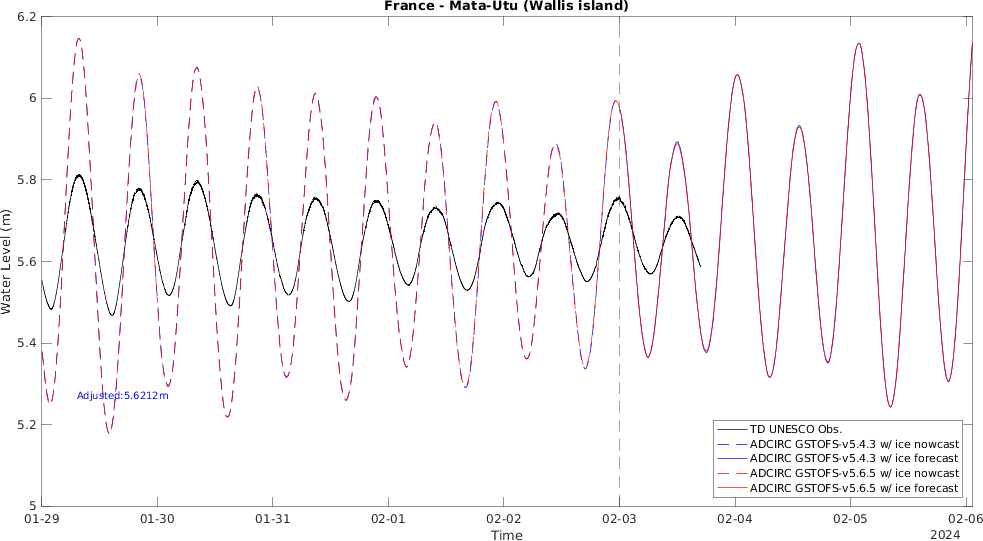 France - Mata-Utu (Wallis island)
6.2
6
5.8
5.6
5.4
5.2
5
Water Level (m)
Adjusted:5.6212m
TD UNESCO Obs.
ADCIRC GSTOFS-v5.4.3 w/ ice nowcast
ADCIRC GSTOFS-v5.4.3 w/ ice forecast
ADCIRC GSTOFS-v5.6.5 w/ ice nowcast
ADCIRC GSTOFS-v5.6.5 w/ ice forecast
01-29 01-30 01-31 02-01 02-02 02-03 02-04 02-05 02-06
Time
2024